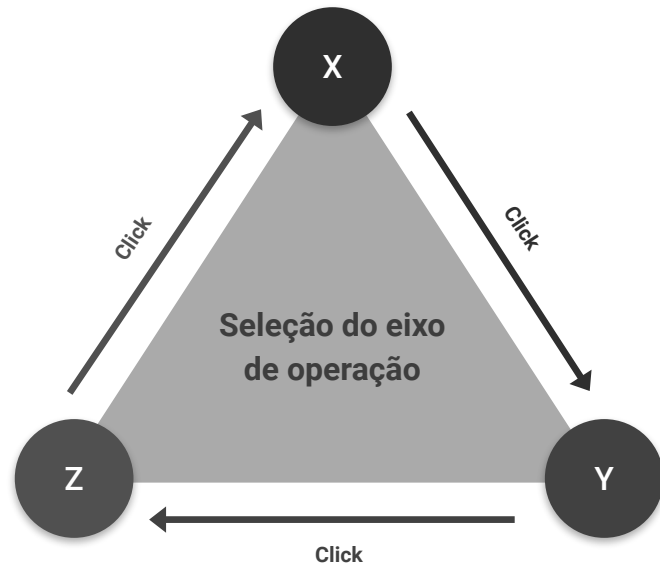 X
Click
Click
Seleção do eixo
de operação
Z
Y
Click